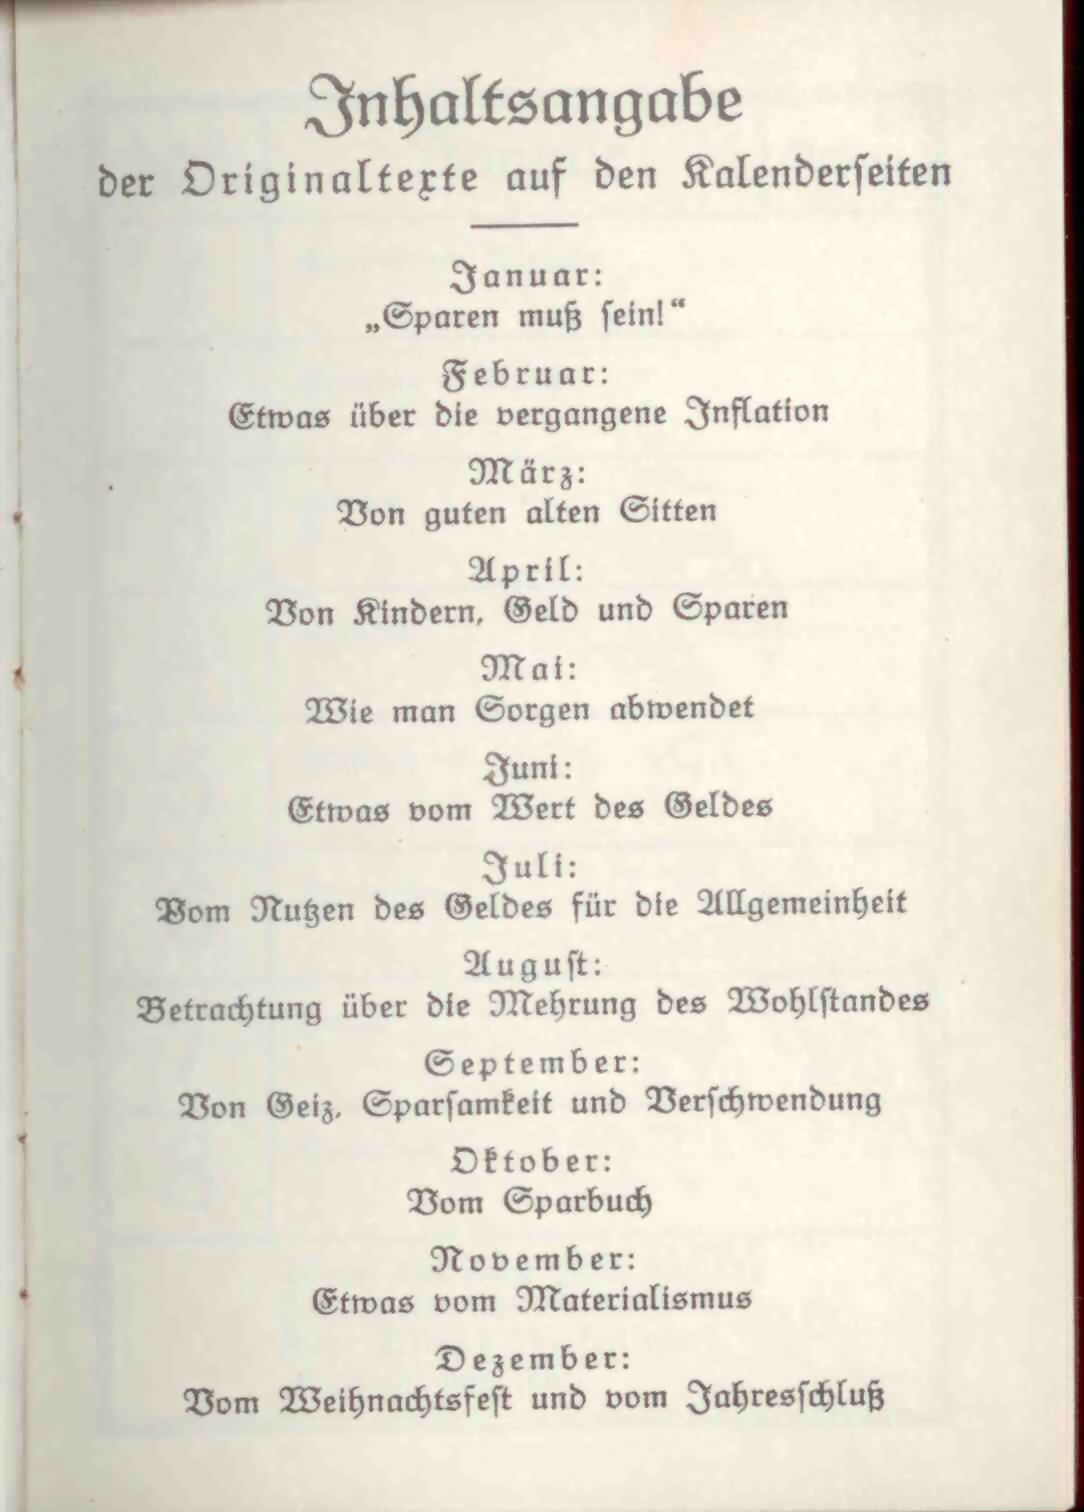 Inhaltsangabe
der Originaltexte auf den Kalenderseiten
Januar:
„Sparen muß sein!“
Februar:
Etwas über die vergangene Inflation
März:
Von guten alten Sitten
April:
Von Kindern, Geld und Sparen
Mai:
Wie man Sorgen abwendet
Juni:
Etwas vom Wert des Geldes
Juli:
Vom Nutzen des Geldes für die Allgemeinheit
August:
Betrachtung über die Mehrung des Wohlstandes
September:
Von Geiz, Sparsamkeit und Verschwendung
Oktober:
Vom Sparbuch
November:
Etwas vom Materialismus
Dezember:
Vom Weihnachtsfest und vom Jahresschluß